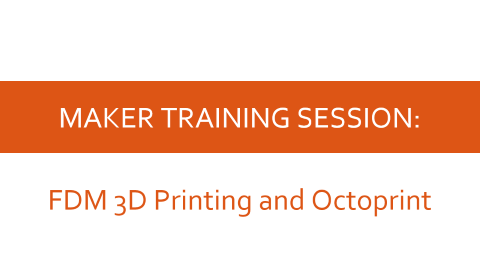 MAKER TRAINING SESSION:
FDM 3D Printing and Octoprint